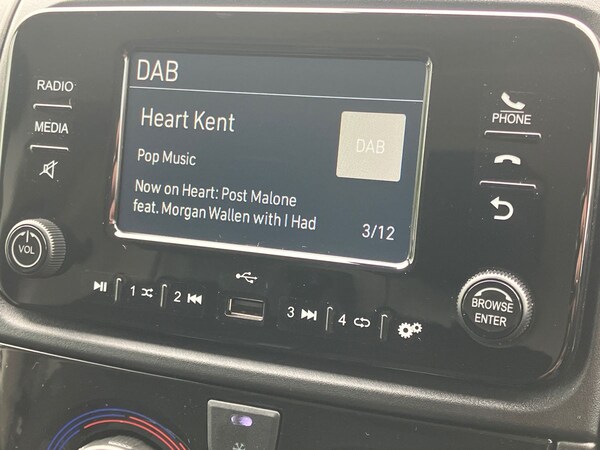 DAB
RADIO
MEDIA
Heart Kent
DAB
Pop Music
Now on Heart: Post Malone
feat. Morgan Wallen with I Had
3/12
PHONE
VOL
1
2
3
4
BROWSE
ENTER